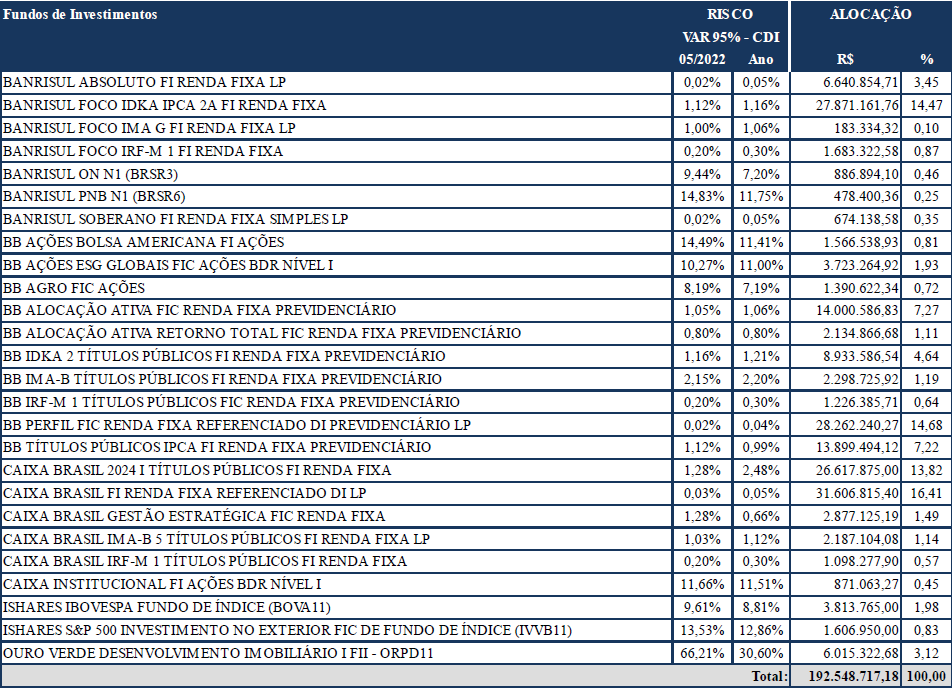 Fundos de Investimentos RISCO ALOCAÇÃO
VAR 95% - CDI
05/2022 Ano R$ %
BANRISUL ABSOLUTO FI RENDA FIXA LP 0,02% 0,05% 6.640.854,71 3,45
BANRISUL FOCO IDKA IPCA 2A FI RENDA FIXA 1,12% 1,16% 27.871.161,76 14,47
BANRISUL FOCO IMA G FI RENDA FIXA LP 1,00% 1,06% 183.334,32 0,10
BANRISUL FOCO IRF-M 1 FI RENDA FIXA 0,20% 0,30% 1.683.322,58 0,87
BANRISUL ON N1 (BRSR3) 9,44% 7,20% 886.894,10 0,46
BANRISUL PNB N1 (BRSR6) 14,83% 11,75% 478.400,36 0,25
BANRISUL SOBERANO FI RENDA FIXA SIMPLES LP 0,02% 0,05% 674.138,58 0,35
BB AÇÕES BOLSA AMERICANA FI AÇÕES 14,49% 11,41% 1.566.538,93 0,81
BB AÇÕES ESG GLOBAIS FIC AÇÕES BDR NÍVEL I 10,27% 11,00% 3.723.264,92 1,93
BB AGRO FIC AÇÕES 8,19% 7,19% 1.390.622,34 0,72
BB ALOCAÇÃO ATIVA FIC RENDA FIXA PREVIDENCIÁRIO 1,05% 1,06% 14.000.586,83 7,27
BB ALOCAÇÃO ATIVA RETORNO TOTAL FIC RENDA FIXA PREVIDENCIÁRIO 0,80% 0,80% 2.134.866,68 1,11
BB IDKA 2 TÍTULOS PÚBLICOS FI RENDA FIXA PREVIDENCIÁRIO 1,16% 1,21% 8.933.586,54 4,64
BB IMA-B TÍTULOS PÚBLICOS FI RENDA FIXA PREVIDENCIÁRIO 2,15% 2,20% 2.298.725,92 1,19
BB IRF-M 1 TÍTULOS PÚBLICOS FIC RENDA FIXA PREVIDENCIÁRIO 0,20% 0,30% 1.226.385,71 0,64
BB PERFIL FIC RENDA FIXA REFERENCIADO DI PREVIDENCIÁRIO LP 0,02% 0,04% 28.262.240,27 14,68
BB TÍTULOS PÚBLICOS IPCA FI RENDA FIXA PREVIDENCIÁRIO 1,12% 0,99% 13.899.494,12 7,22
CAIXA BRASIL 2024 I TÍTULOS PÚBLICOS FI RENDA FIXA 1,28% 2,48% 26.617.875,00 13,82
CAIXA BRASIL FI RENDA FIXA REFERENCIADO DI LP 0,03% 0,05% 31.606.815,40 16,41
CAIXA BRASIL GESTÃO ESTRATÉGICA FIC RENDA FIXA 1,28% 0,66% 2.877.125,19 1,49
CAIXA BRASIL IMA-B 5 TÍTULOS PÚBLICOS FI RENDA FIXA LP 1,03% 1,12% 2.187.104,08 1,14
CAIXA BRASIL IRF-M 1 TÍTULOS PÚBLICOS FI RENDA FIXA 0,20% 0,30% 1.098.277,90 0,57
CAIXA INSTITUCIONAL FI AÇÕES BDR NÍVEL I 11,66% 11,51% 871.063,27 0,45
ISHARES IBOVESPA FUNDO DE ÍNDICE (BOVA11) 9,61% 8,81% 3.813.765,00 1,98
ISHARES S&P 500 INVESTIMENTO NO EXTERIOR FIC DE FUNDO DE ÍNDICE (IVVB11) 13,53% 12,86% 1.606.950,00 0,83
OURO VERDE DESENVOLVIMENTO IMOBILIÁRIO I FII - ORPD11 66,21% 30,60% 6.015.322,68 3,12
Total: 192.548.717,18 100,00